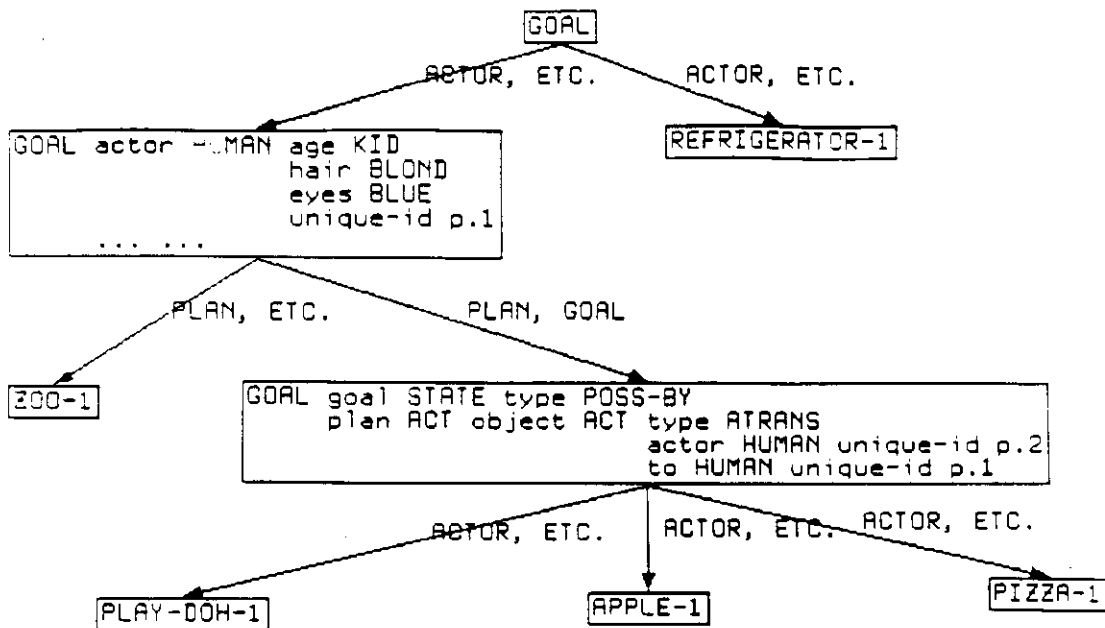 GOAL
ACTOR, ETC. ACTOR, ETC.
GOAL actor HUMAN age KID
hair BLOND
eyes BLUE
unique-id p.1
... ...
REFRIGERATOR-1
PLAN, ETC. PLAN, GOAL
ZOO-1
GOAL goal STATE type POSS-BY
plan ACT object ACT type ATRANS
actor HUMAN unique-id p.2
to HUMAN unique-id p.1
ACTOR, ETC. ACTOR, ETC. ACTOR, ETC.
PLAY-DOH-1 APPLE-1 PIZZA-1